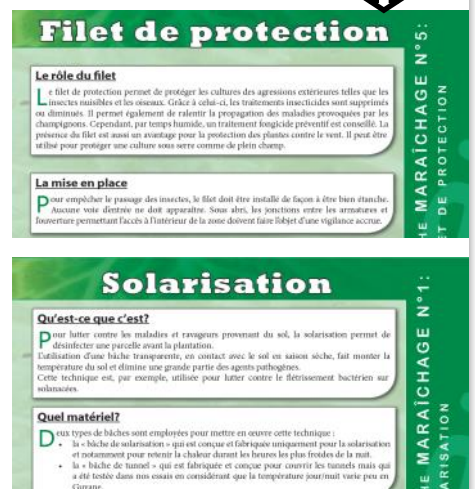 Filet de protection
Le rôle du filet
Le filet de protection permet de protéger les cultures des agressions extérieures telles que les
insectes nuisibles et les oiseaux. Grâce à celui-ci, les traitements insecticides sont supprimés
ou diminués. Il permet également de ralentir la propagation des maladies provoquées par les
champignons. Cependant, par temps humide, un traitement fongicide préventif est conseillé. La
présence du filet est aussi un avantage pour la protection des plantes contre le vent. Il peut être
utilisé pour protéger une culture sous serre comme de plein champ.
La mise en place
Pour empêcher le passage des insectes, le filet doit être installé de façon à être bien étanche.
Aucune voie d'entrée ne doit apparaître. Sous abri, les jonctions entre les armatures et
l'ouverture permettant l'accès à l'intérieur de la zone doivent faire l'objet d'une vigilance accrue.
HE MARAÎCHAGE N°5:
ET DE PROTECTION
Solarisation
Qu'est-ce que c'est?
Pour lutter contre les maladies et ravageurs provenant du sol, la solarisation permet de
désinfecter une parcelle avant la plantation.
L'utilisation d'une bâche transparente, en contact avec le sol en saison sèche, fait monter la
température du sol et élimine une grande partie des agents pathogènes.
Cette technique est, par exemple, utilisée pour lutter contre le flétrissement bactérien sur
solanacées.
Quel matériel?
Deux types de bâches sont employées pour mettre en œuvre cette technique :
• la « bâche de solarisation » qui est conçue et fabriquée uniquement pour la solarisation
et notamment pour retenir la chaleur durant les heures les plus froides de la nuit.
• la « bâche de tunnel » qui est fabriquée et conçue pour couvrir les tunnels mais qui
a été testée dans nos essais en considérant que la température jour/nuit varie peu en
Guyane.
HE MARAÎCHAGE N°1:
ARISATION